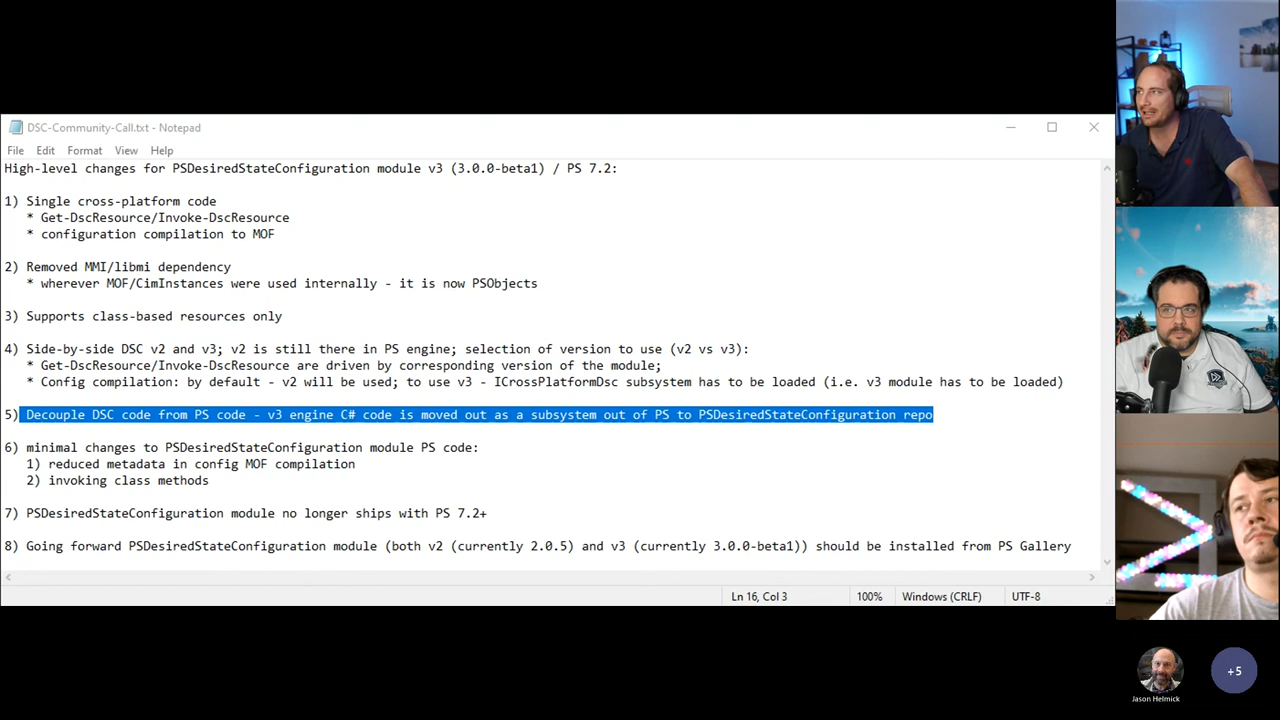 DSC-Community-Call.txt - Notepad
File Edit Format View Help
High-level changes for PSDesiredStateConfiguration module v3 (3.0.0-beta1) / PS 7.2:
1) Single cross-platform code
* Get-DscResource/Invoke-DscResource
* configuration compilation to MOF
2) Removed MMI/libmi dependency
* wherever MOF/CimInstances were used internally - it is now PSObjects
3) Supports class-based resources only
4) Side-by-side DSC v2 and v3; v2 is still there in PS engine; selection of version to use (v2 vs v3):
* Get-DscResource/Invoke-DscResource are driven by corresponding version of the module;
* Config compilation: by default - v2 will be used; to use v3 - ICrossPlatformDsc subsystem has to be loaded (i.e. v3 module has to be loaded)
5) Decouple DSC code from PS code - v3 engine C# code is moved out as a subsystem out of PS to PSDesiredStateConfiguration repo
6) minimal changes to PSDesiredStateConfiguration module PS code:
1) reduced metadata in config MOF compilation
2) invoking class methods
7) PSDesiredStateConfiguration module no longer ships with PS 7.2+
8) Going forward PSDesiredStateConfiguration module (both v2 (currently 2.0.5) and v3 (currently 3.0.0-beta1)) should be installed from PS Gallery
Ln 16, Col 3 100% Windows (CRLF) UTF-8
Jason Helmick
+5